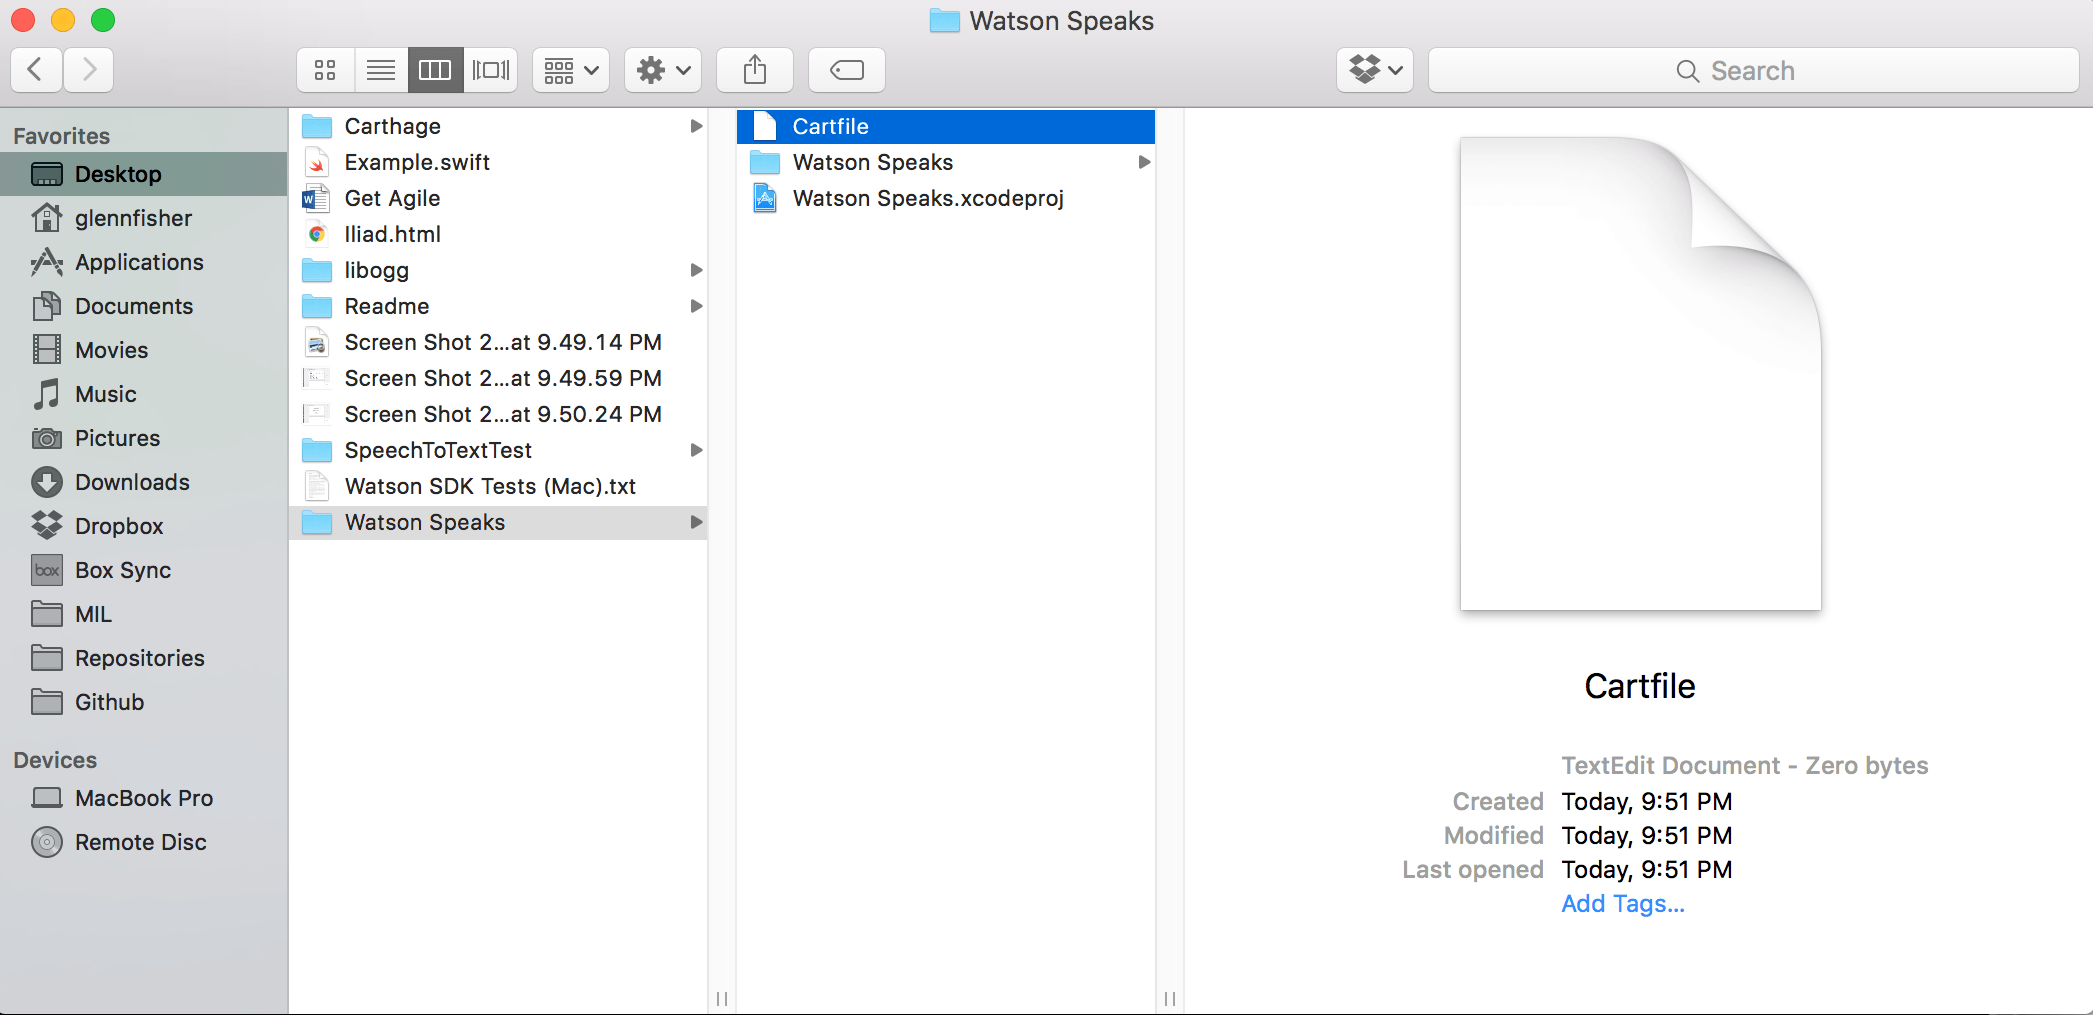 Watson Speaks
Search
Favorites
Desktop
glennfisher
Applications
Documents
Movies
Music
Pictures
Downloads
Dropbox
box
Box Sync
MIL
Repositories
Github
Devices
MacBook Pro
Remote Disc
Carthage
Example.swift
W
Get Agile
Iliad.html
libogg
Readme
Screen Shot 2...at 9.49.14 PM
Screen Shot 2...at 9.49.59 PM
Screen Shot 2...at 9.50.24 PM
SpeechToTextTest
Watson SDK Tests (Mac).txt
Watson Speaks
Cartfile
Watson Speaks
Watson Speaks.xcodeproj
Cartfile
TextEdit Document - Zero bytes
Created Today, 9:51 PM
Modified Today, 9:51 PM
Last opened Today, 9:51 PM
Add Tags...